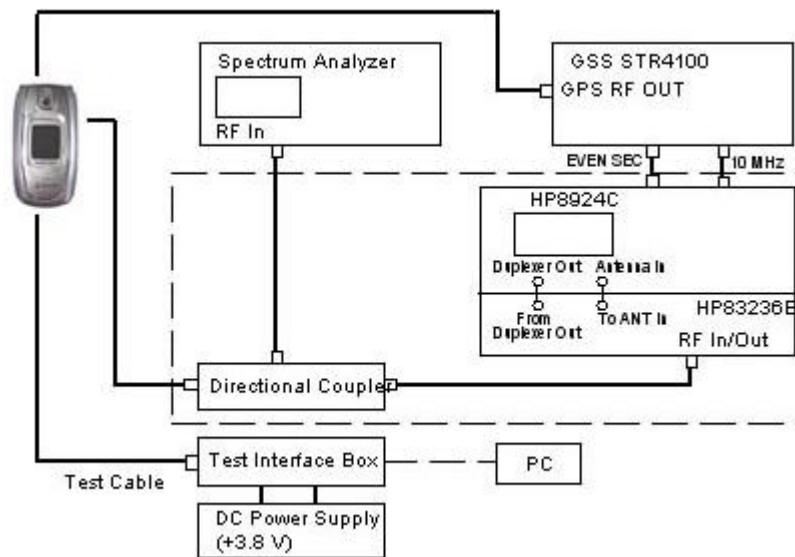 Spectrum Analyzer
RF In
GSS STR4100
GPS RF OUT
EVEN SEC
10 MHz
HP8924C
Duplexer Out
Antenna In
From
Duplexer Out
To ANT In
HP83236B
RF In/Out
Directional Coupler
Test Interface Box
PC
Test Cable
DC Power Supply
(+3.8 V)